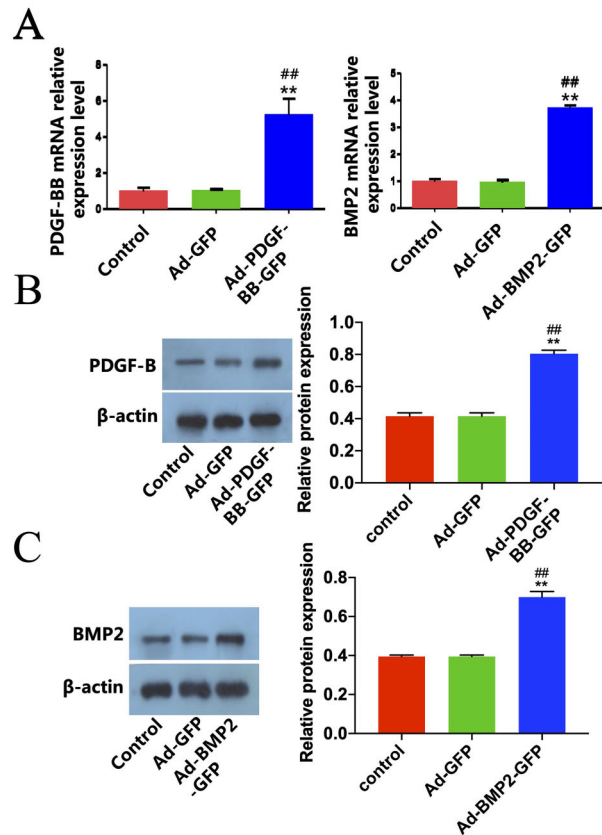 A
PDGF-BB mRNA relative
expression level
8
6
4
2
0
##
**
Control
Ad-GFP
Ad-PDGF-
BB-GFP
BMP2 mRNA relative
expression level
5
4
3
2
1
0
##
**
Control
Ad-GFP
Ad-BMP2-GFP
B
PDGF-B
β-actin
Control
Ad-GFP
Ad-PDGF-
BB-GFP
Relative protein expression
1.0
0.8
0.6
0.4
0.2
0.0
##
**
control
Ad-GFP
Ad-PDGF-
BB-GFP
C
BMP2
β-actin
Control
Ad-GFP
Ad-BMP2
-GFP
Relative protein expression
0.8
0.6
0.4
0.2
0.0
##
**
control
Ad-GFP
Ad-BMP2-GFP